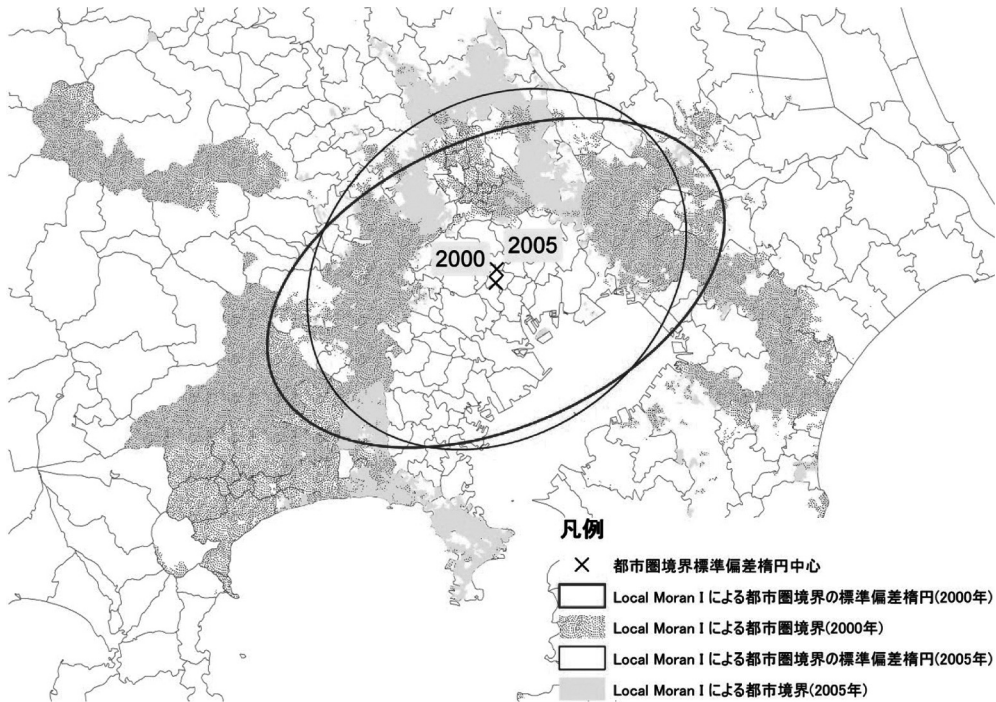 2005
2000
凡例
都市圏境界標準偏差楕円中心
Local Moran I による都市圏境界の標準偏差楕円(2000年)
Local Moran I による都市圏境界(2000年)
Local Moran I による都市圏境界の標準偏差楕円(2005年)
Local Moran I による都市境界(2005年)